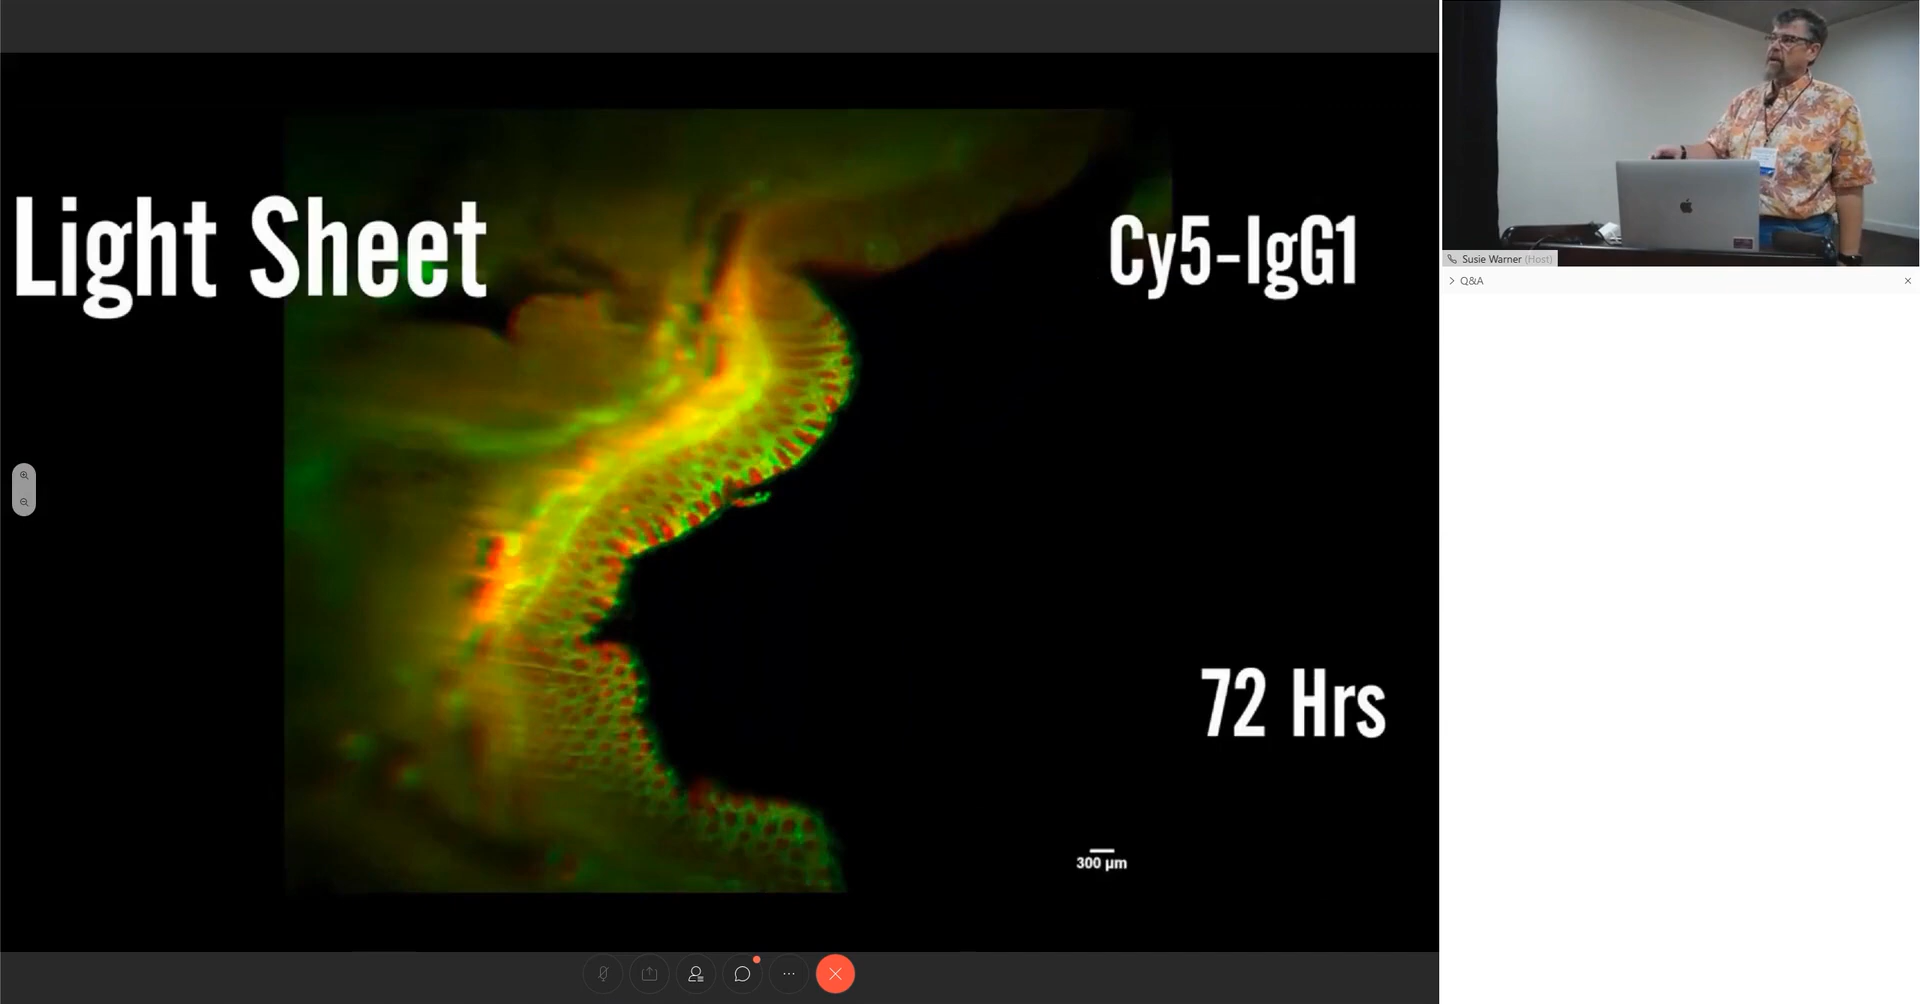 Light Sheet
Cy5-IgG1
72 Hrs
300 µm
Susie Warner (Host)
Q&A